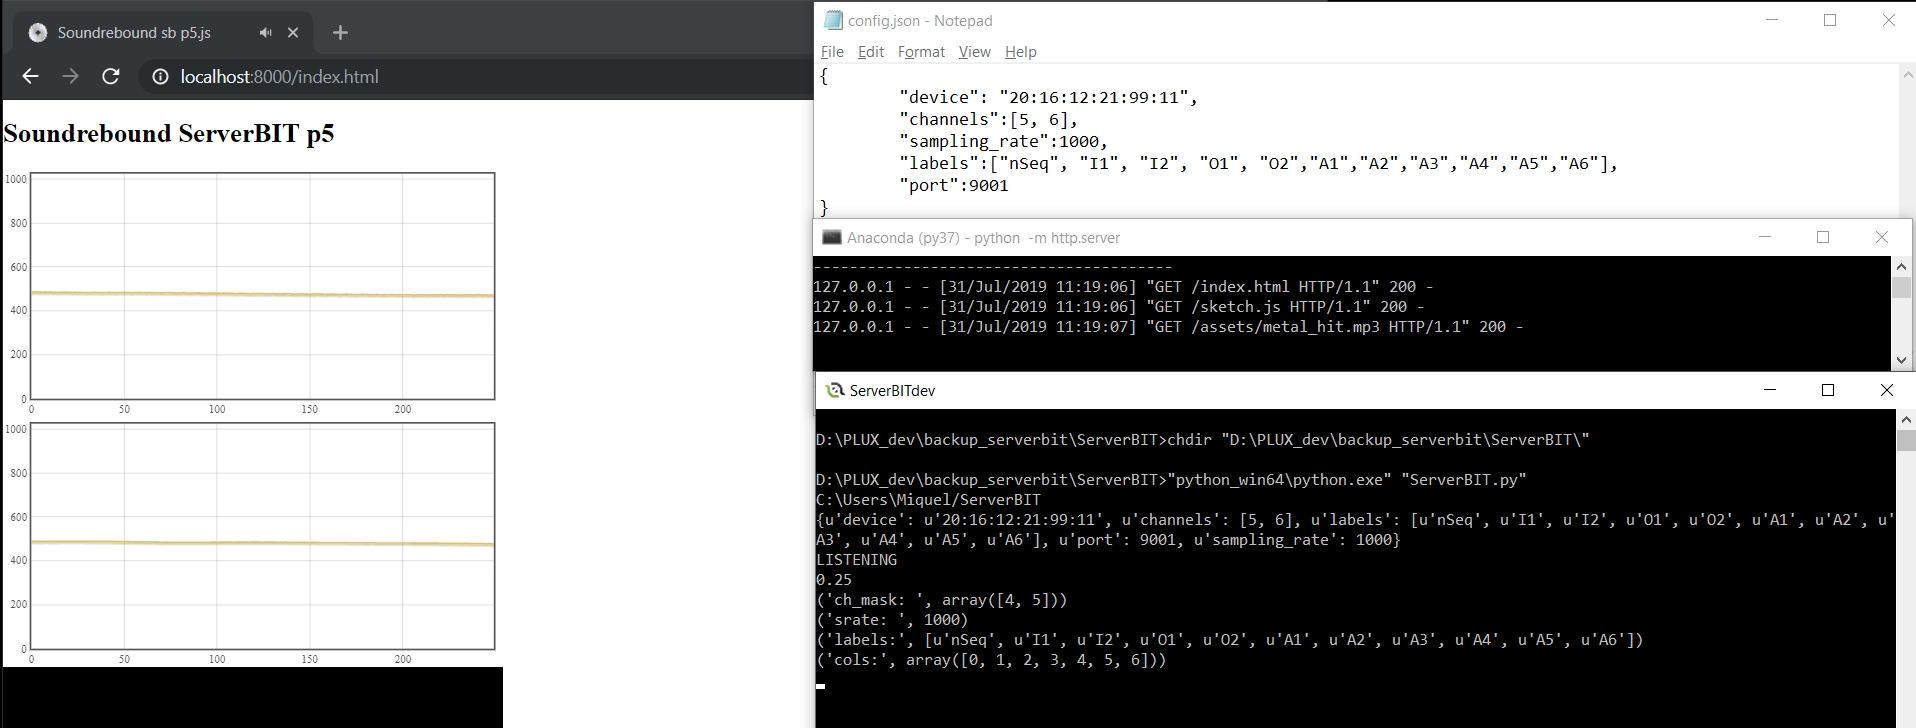 Soundrebound sb p5.js
localhost:8000/index.html
Soundrebound ServerBIT p5
1000
800
600
400
200
0
0 50 100 150 200
1000
800
600
400
200
0
0 50 100 150 200
config.json - Notepad
File Edit Format View Help
{
"device": "20:16:12:21:99:11",
"channels":[5, 6],
"sampling_rate":1000,
"labels":["nSeq", "I1", "I2", "O1", "O2","A1","A2","A3","A4","A5","A6"],
"port":9001
}
Anaconda (py37) - python -m http.server
----------------------------------------
127.0.0.1 - - [31/Jul/2019 11:19:06] "GET /index.html HTTP/1.1" 200 -
127.0.0.1 - - [31/Jul/2019 11:19:06] "GET /sketch.js HTTP/1.1" 200 -
127.0.0.1 - - [31/Jul/2019 11:19:07] "GET /assets/metal_hit.mp3 HTTP/1.1" 200 -
ServerBITdev
D:\PLUX_dev\backup_serverbit\ServerBIT>chdir "D:\PLUX_dev\backup_serverbit\ServerBIT\"
D:\PLUX_dev\backup_serverbit\ServerBIT>"python_win64\python.exe" "ServerBIT.py"
C:\Users\Miquel/ServerBIT
{u'device': u'20:16:12:21:99:11', u'channels': [5, 6], u'labels': [u'nSeq', u'I1', u'I2', u'O1', u'O2', u'A1', u'A2', u'
A3', u'A4', u'A5', u'A6'], u'port': 9001, u'sampling_rate': 1000}
LISTENING
0.25
('ch_mask: ', array([4, 5]))
('srate: ', 1000)
('labels:', [u'nSeq', u'I1', u'I2', u'O1', u'O2', u'A1', u'A2', u'A3', u'A4', u'A5', u'A6'])
('cols:', array([0, 1, 2, 3, 4, 5, 6]))